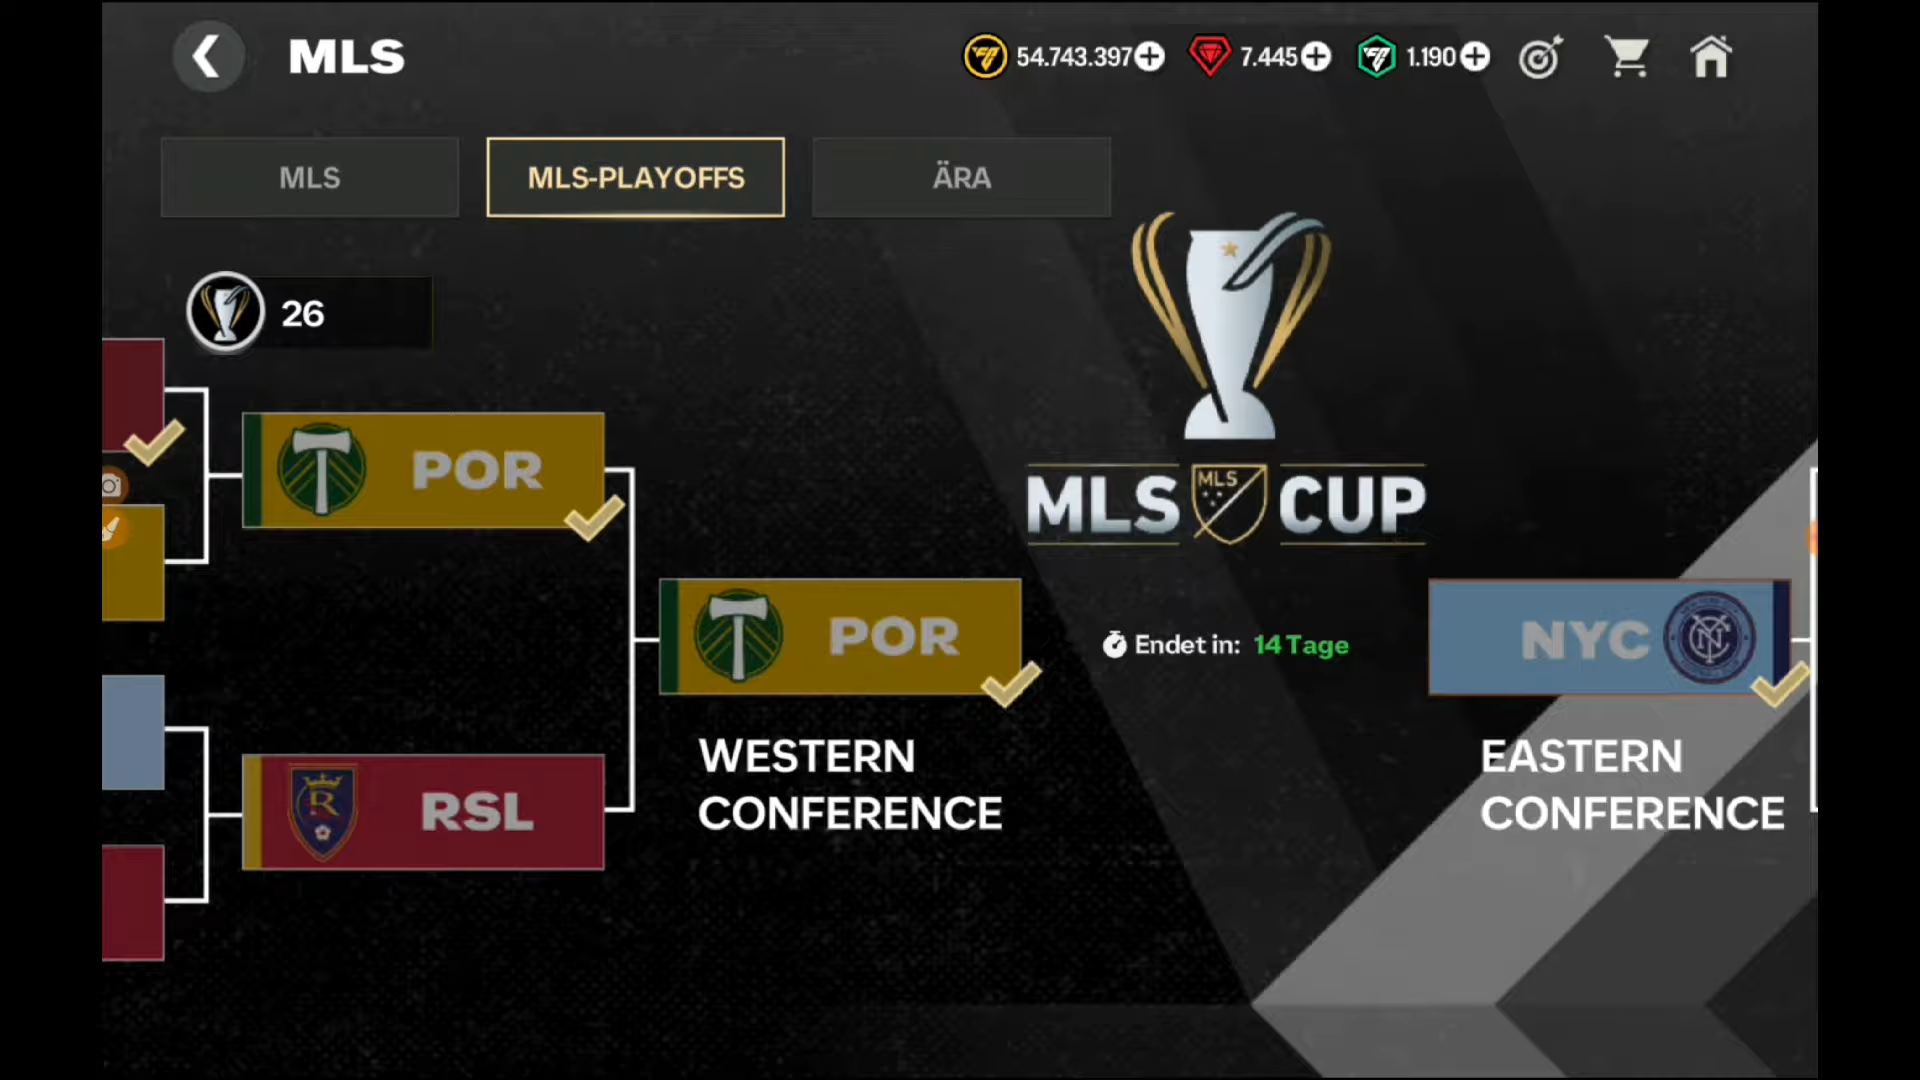 MLS
54.743.397
7.445
1.190
MLS
MLS-PLAYOFFS
ÄRA
26
POR
MLS
MLS CUP
POR
Endet in: 14 Tage
NYC
WESTERN
CONFERENCE
EASTERN
CONFERENCE
RSL